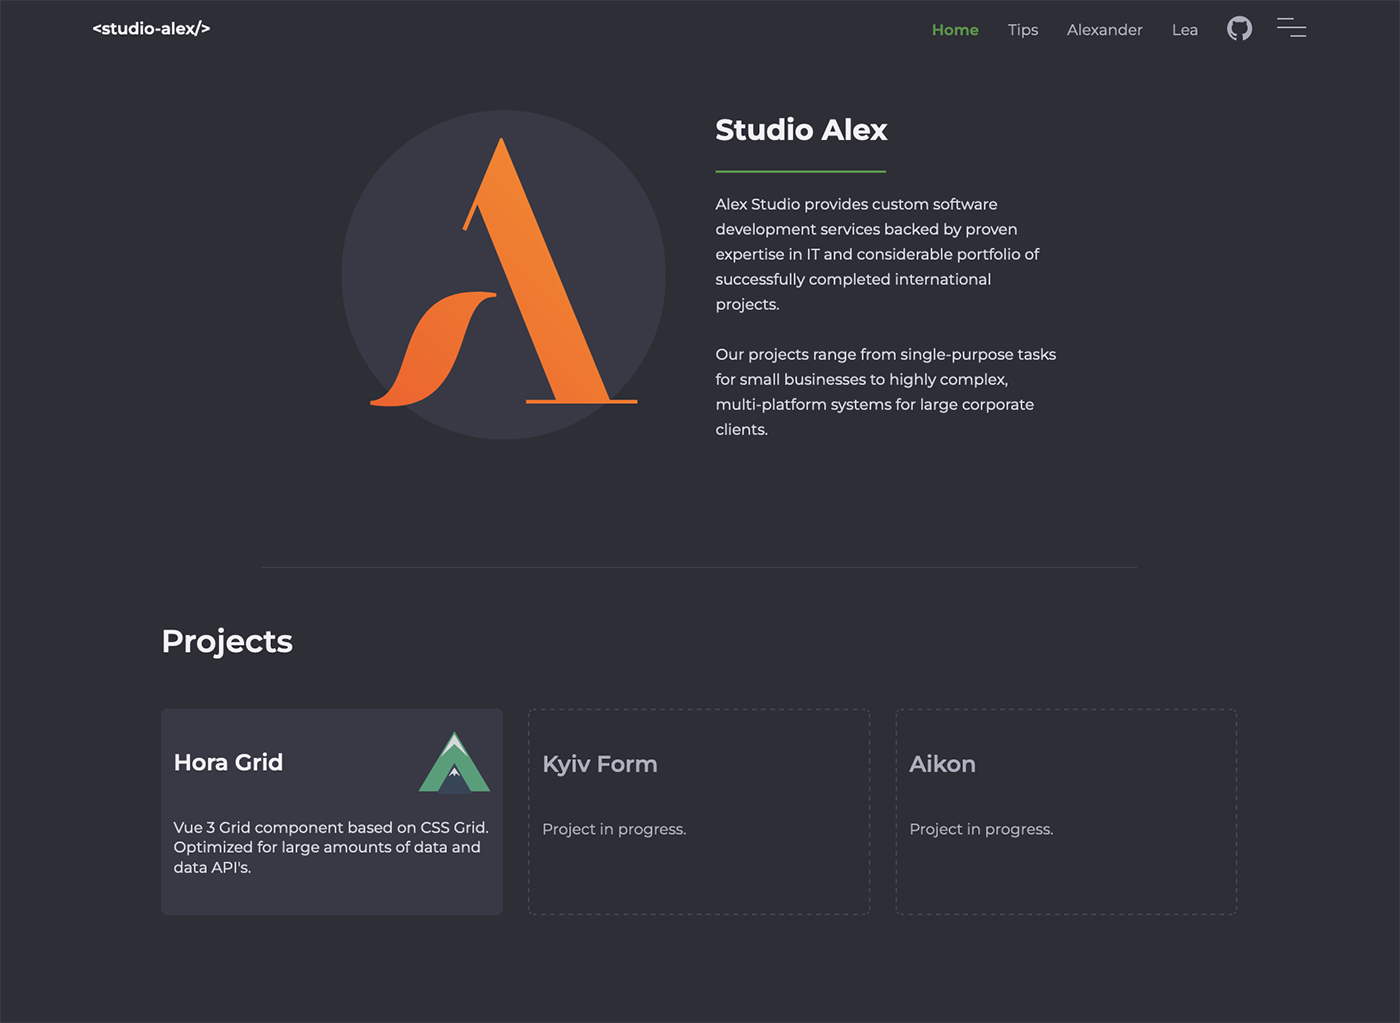 <studio-alex/>
Home Tips Alexander Lea
Studio Alex
Alex Studio provides custom software
development services backed by proven
expertise in IT and considerable portfolio of
successfully completed international
projects.
Our projects range from single-purpose tasks
for small businesses to highly complex,
multi-platform systems for large corporate
clients.
Projects
Hora Grid
Vue 3 Grid component based on CSS Grid.
Optimized for large amounts of data and
data API's.
Kyiv Form
Project in progress.
Aikon
Project in progress.